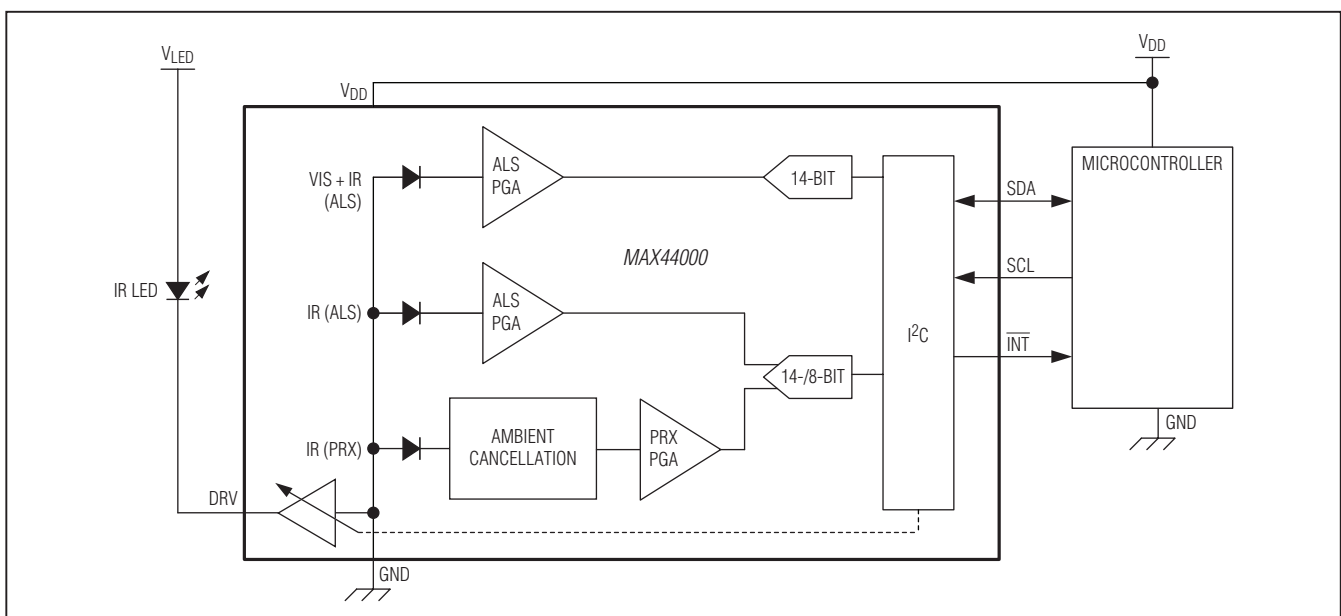 VLED
VDD
VDD
VIS + IR
(ALS)
ALS
PGA
14-BIT
MICROCONTROLLER
SDA
MAX44000
IR LED
IR (ALS)
ALS
PGA
SCL
I²C
INT
14-/8-BIT
IR (PRX)
AMBIENT
CANCELLATION
PRX
PGA
GND
DRV
GND